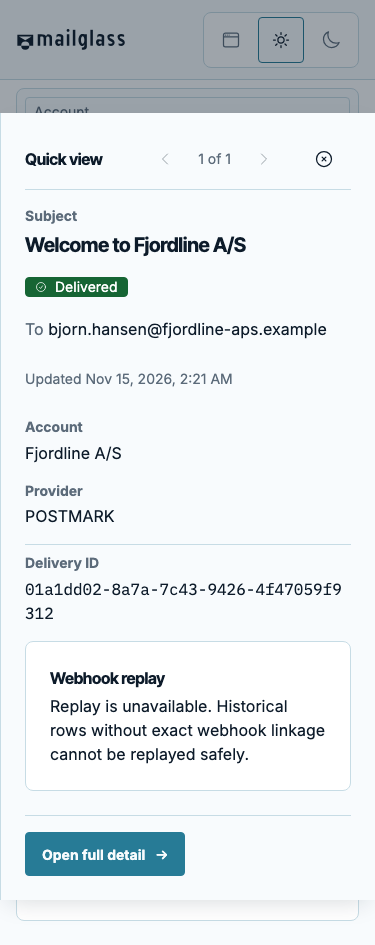 mailglass
Account
Quick view
1 of 1
Subject
Welcome to Fjordline A/S
Delivered
To bjorn.hansen@fjordline-aps.example
Updated Nov 15, 2026, 2:21 AM
Account
Fjordline A/S
Provider
POSTMARK
Delivery ID
01a1dd02-8a7a-7c43-9426-4f47059f9
312
Webhook replay
Replay is unavailable. Historical
rows without exact webhook linkage
cannot be replayed safely.
Open full detail